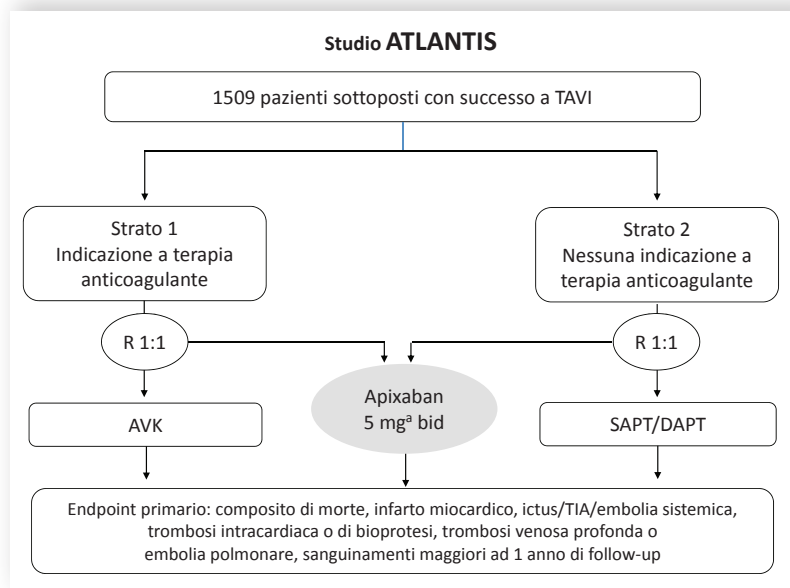 Studio ATLANTIS
1509 pazienti sottoposti con successo a TAVI
Strato 1
Indicazione a terapia
anticoagulante
Strato 2
Nessuna indicazione a
terapia anticoagulante
R 1:1
R 1:1
Apixaban
5 mgª bid
AVK
SAPT/DAPT
Endpoint primario: composito di morte, infarto miocardico, ictus/TIA/embolia sistemica,
trombosi intracardiaca o di bioprotesi, trombosi venosa profonda o
embolia polmonare, sanguinamenti maggiori ad 1 anno di follow-up